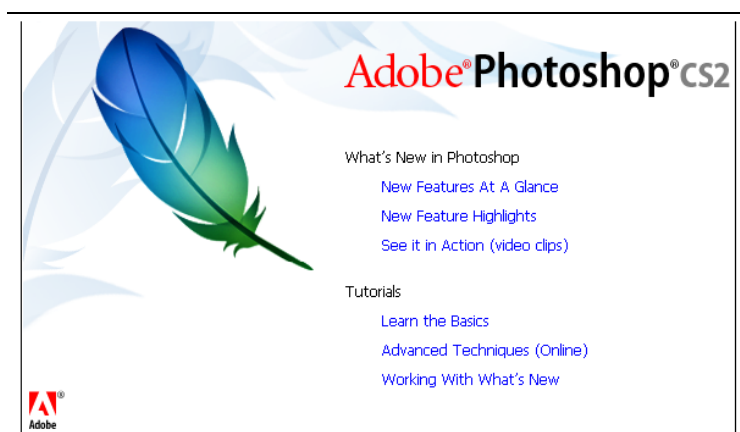 Adobe®Photoshop®CS2
What's New in Photoshop
New Features At A Glance
New Feature Highlights
See it in Action (video clips)
Tutorials
Learn the Basics
Advanced Techniques (Online)
Working With What's New
®
Adobe